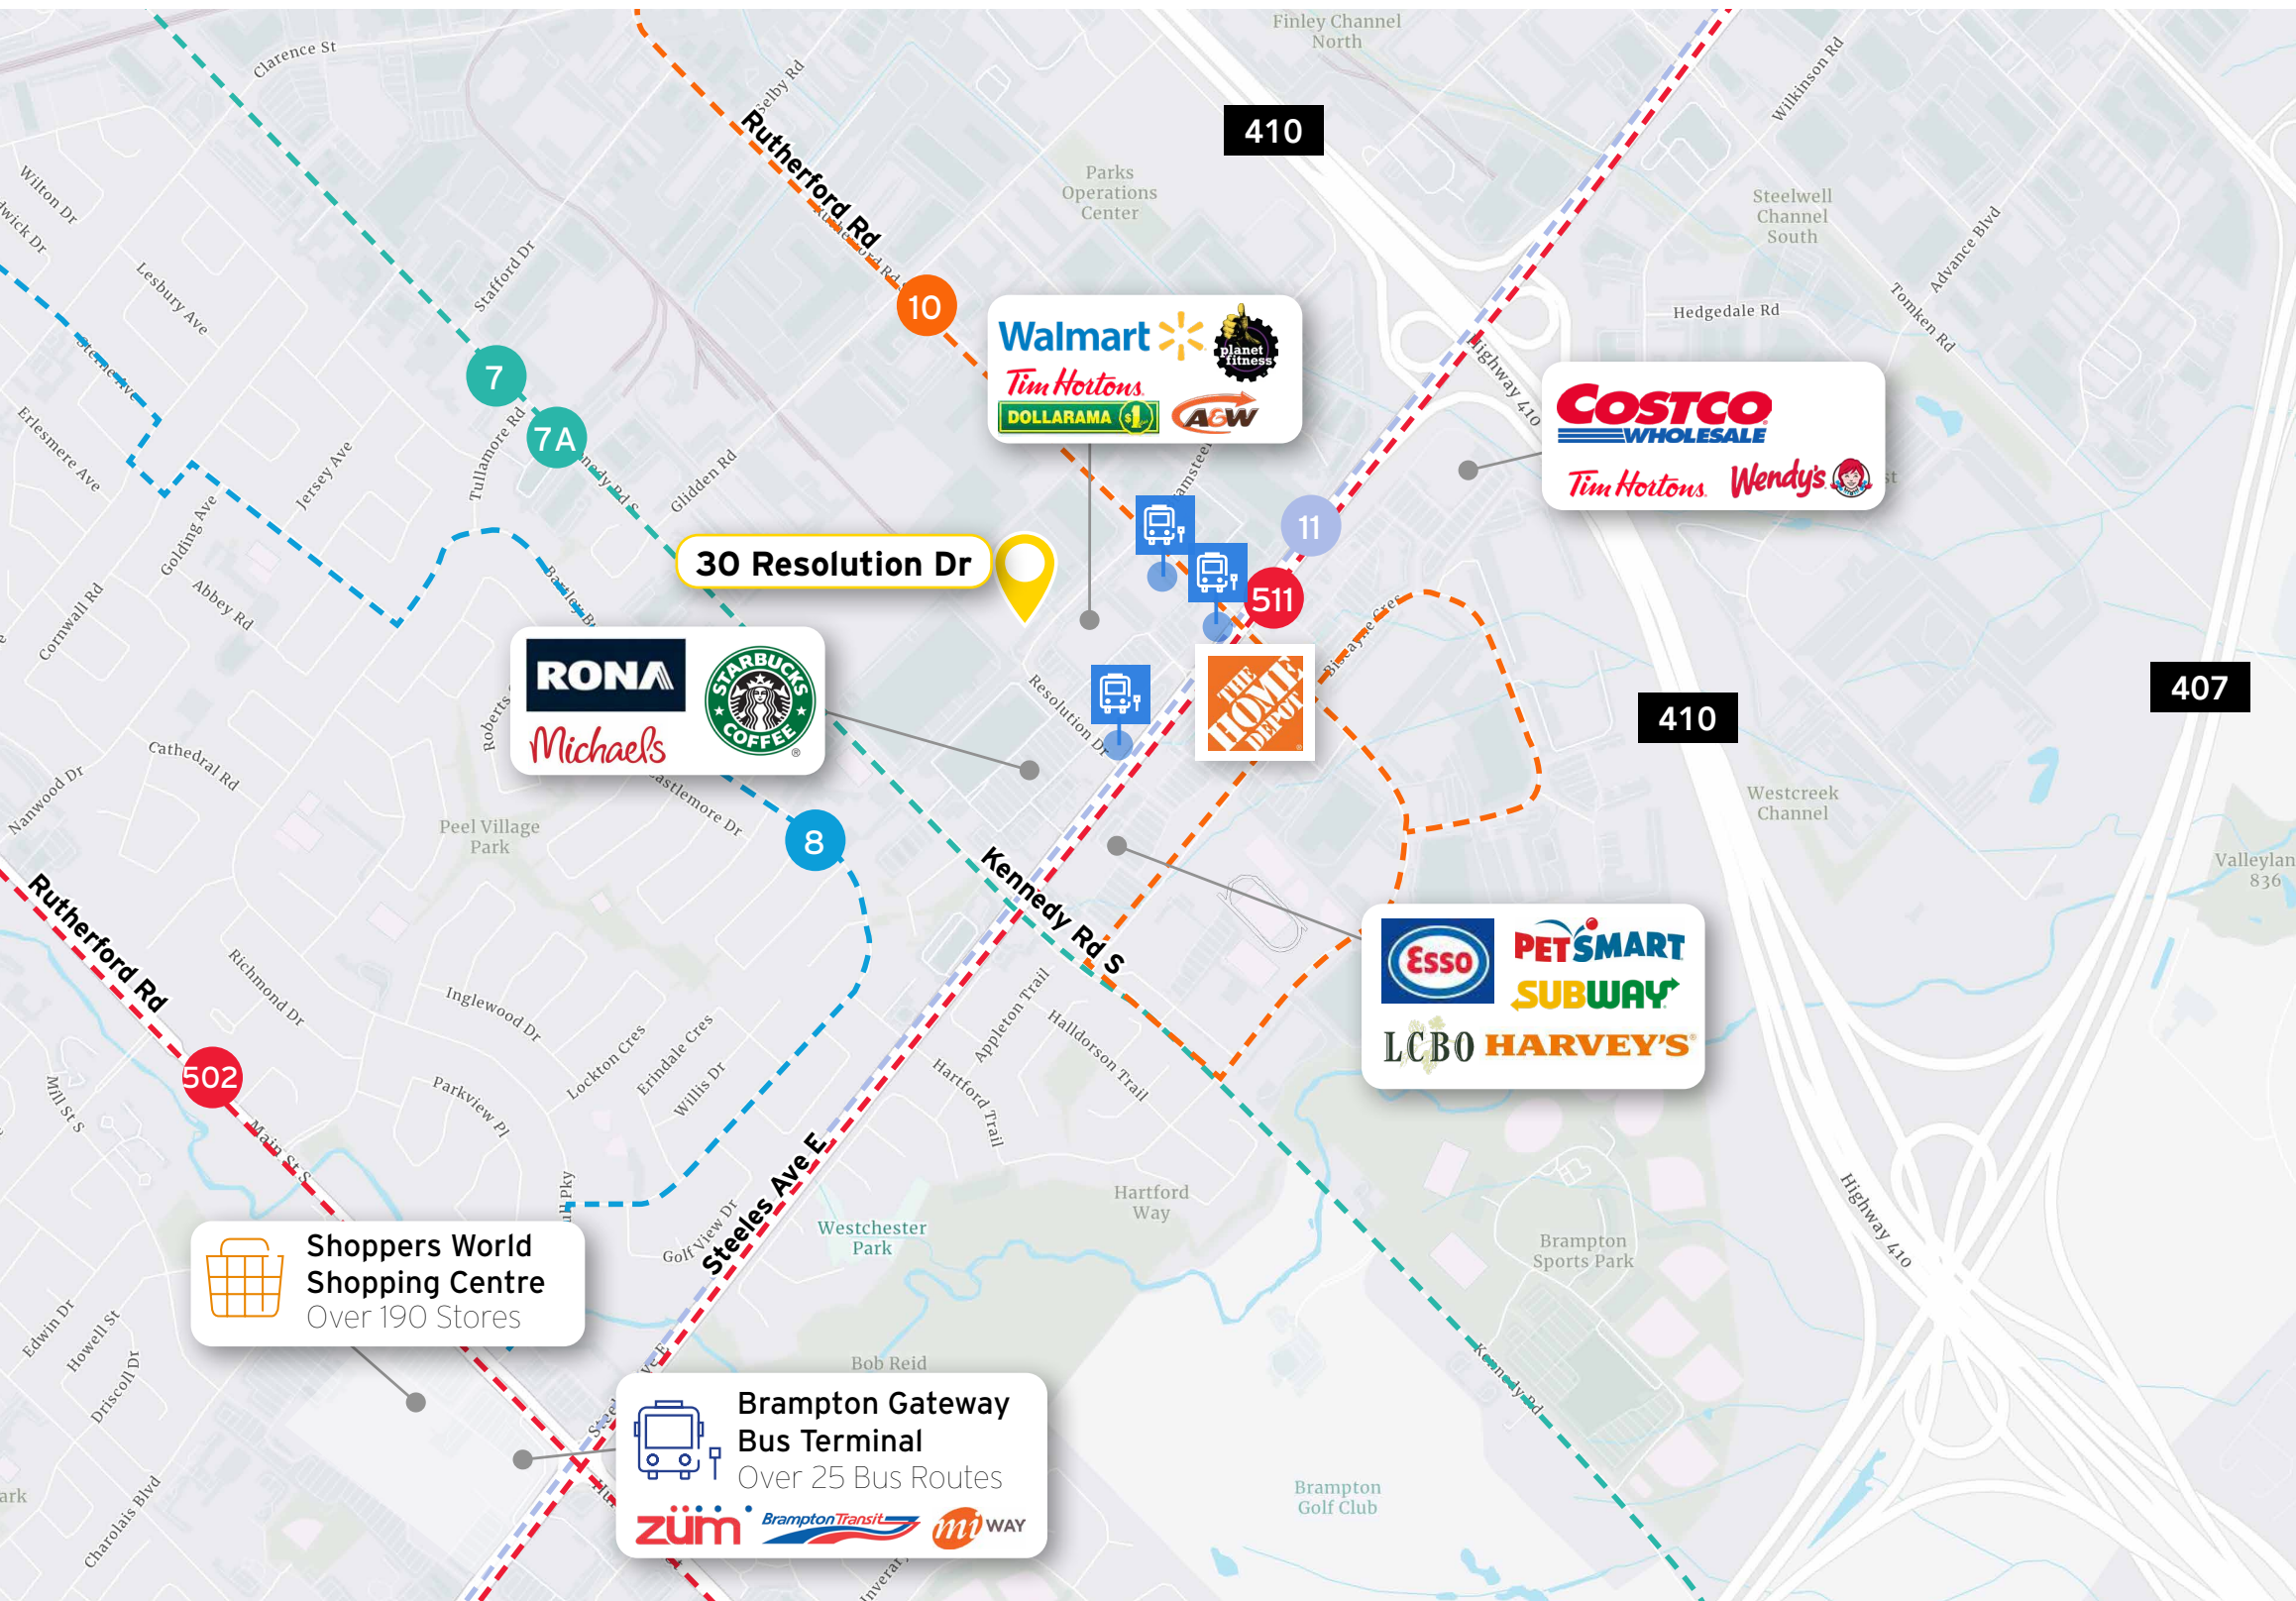 Finley Channel
North
Clarence St
Selby Rd
Wilkinson Rd
410
Rutherford Rd
Parks
Operations
Center
Wilton Dr
Steelwell
Channel
South
Advance Blvd
Stafford Dr
Lesbury Ave
Hedgedale Rd
Tomken Rd
10
Walmart
planet
fitness
Tim Hortons
DOLLARAMA $1
A&W
Highway 410
Sterne Ave
7
7A
COSTCO
WHOLESALE
Tim Hortons
Wendy's
Erlesmere Ave
Jersey Ave
Tullamore Rd
Glidden Rd
Golding Ave
11
30 Resolution Dr
511
Abbey Rd
Cornwall Rd
Biscayne Cres
RONA
Michaels
STARBUCKS
COFFEE
®
Resolution Dr
THE
HOME
DEPOT
410
407
Cathedral Rd
Nanwood Dr
Peel Village
Park
8
Westcreek
Channel
Kennedy Rd S
836
Rutherford Rd
Esso
PETSMART
SUBWAY
LCBO
HARVEY'S
Richmond Dr
Inglewood Dr
Appleton Trail
Halldorson Trail
Lockton Cres
Erindale Cres
Willis Dr
Hartford Trail
502
Mill St S
Parkview Pl
Main St S
Steeles Ave E
Golf View Dr
Hartford
Way
Westchester
Park
Brampton
Sports Park
Highway 410
Shoppers World
Shopping Centre
Over 190 Stores
Edwin Dr
Howell St
Driscoll Dr
Kennedy Rd
Bob Reid
Brampton Gateway
Bus Terminal
Over 25 Bus Routes
züm
Brampton Transit
mi WAY
Brampton
Golf Club
Charolais Blvd